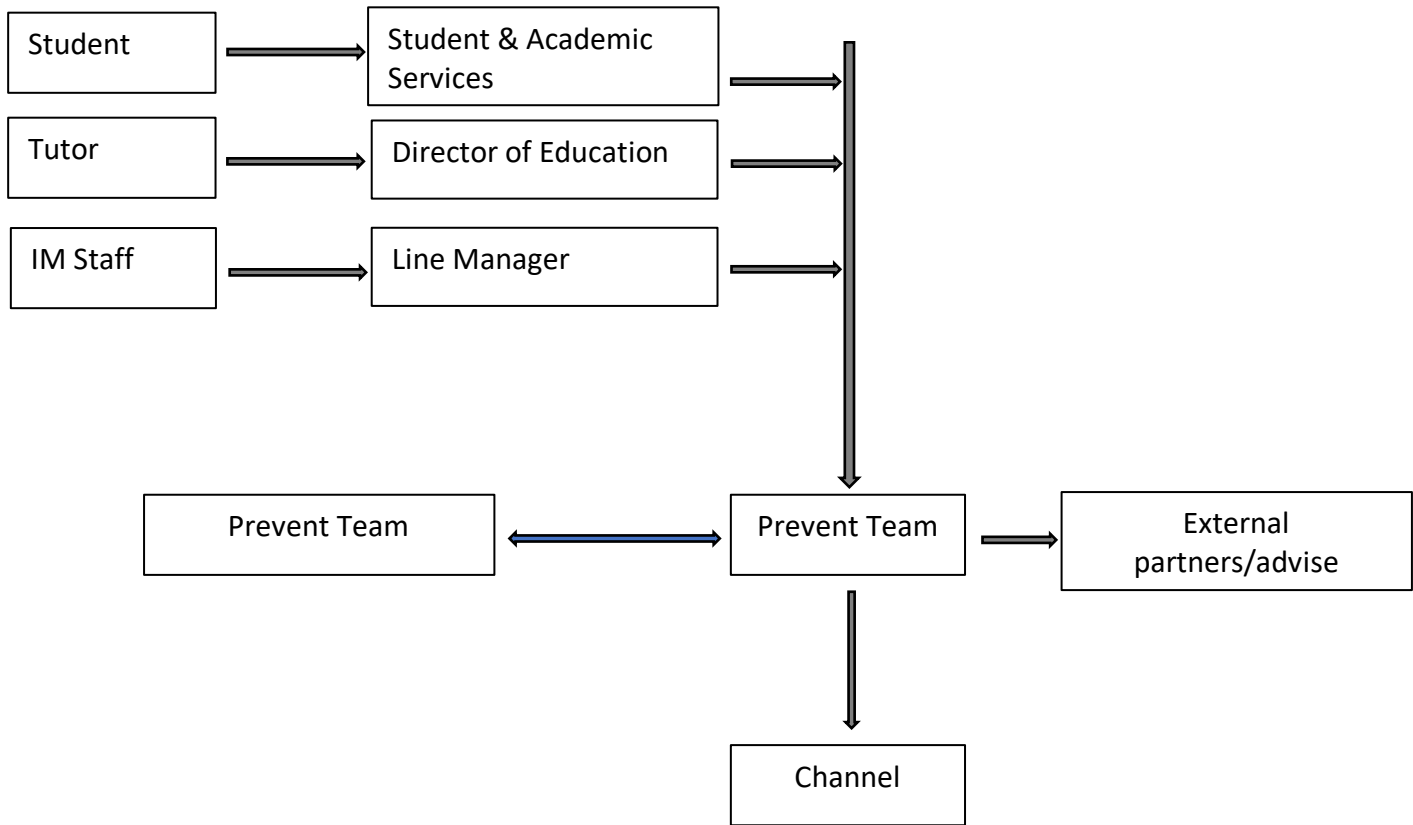 Student
Student & Academic
Services
Tutor
Director of Education
IM Staff
Line Manager
Prevent Team
Prevent Team
External
partners/advise
Channel